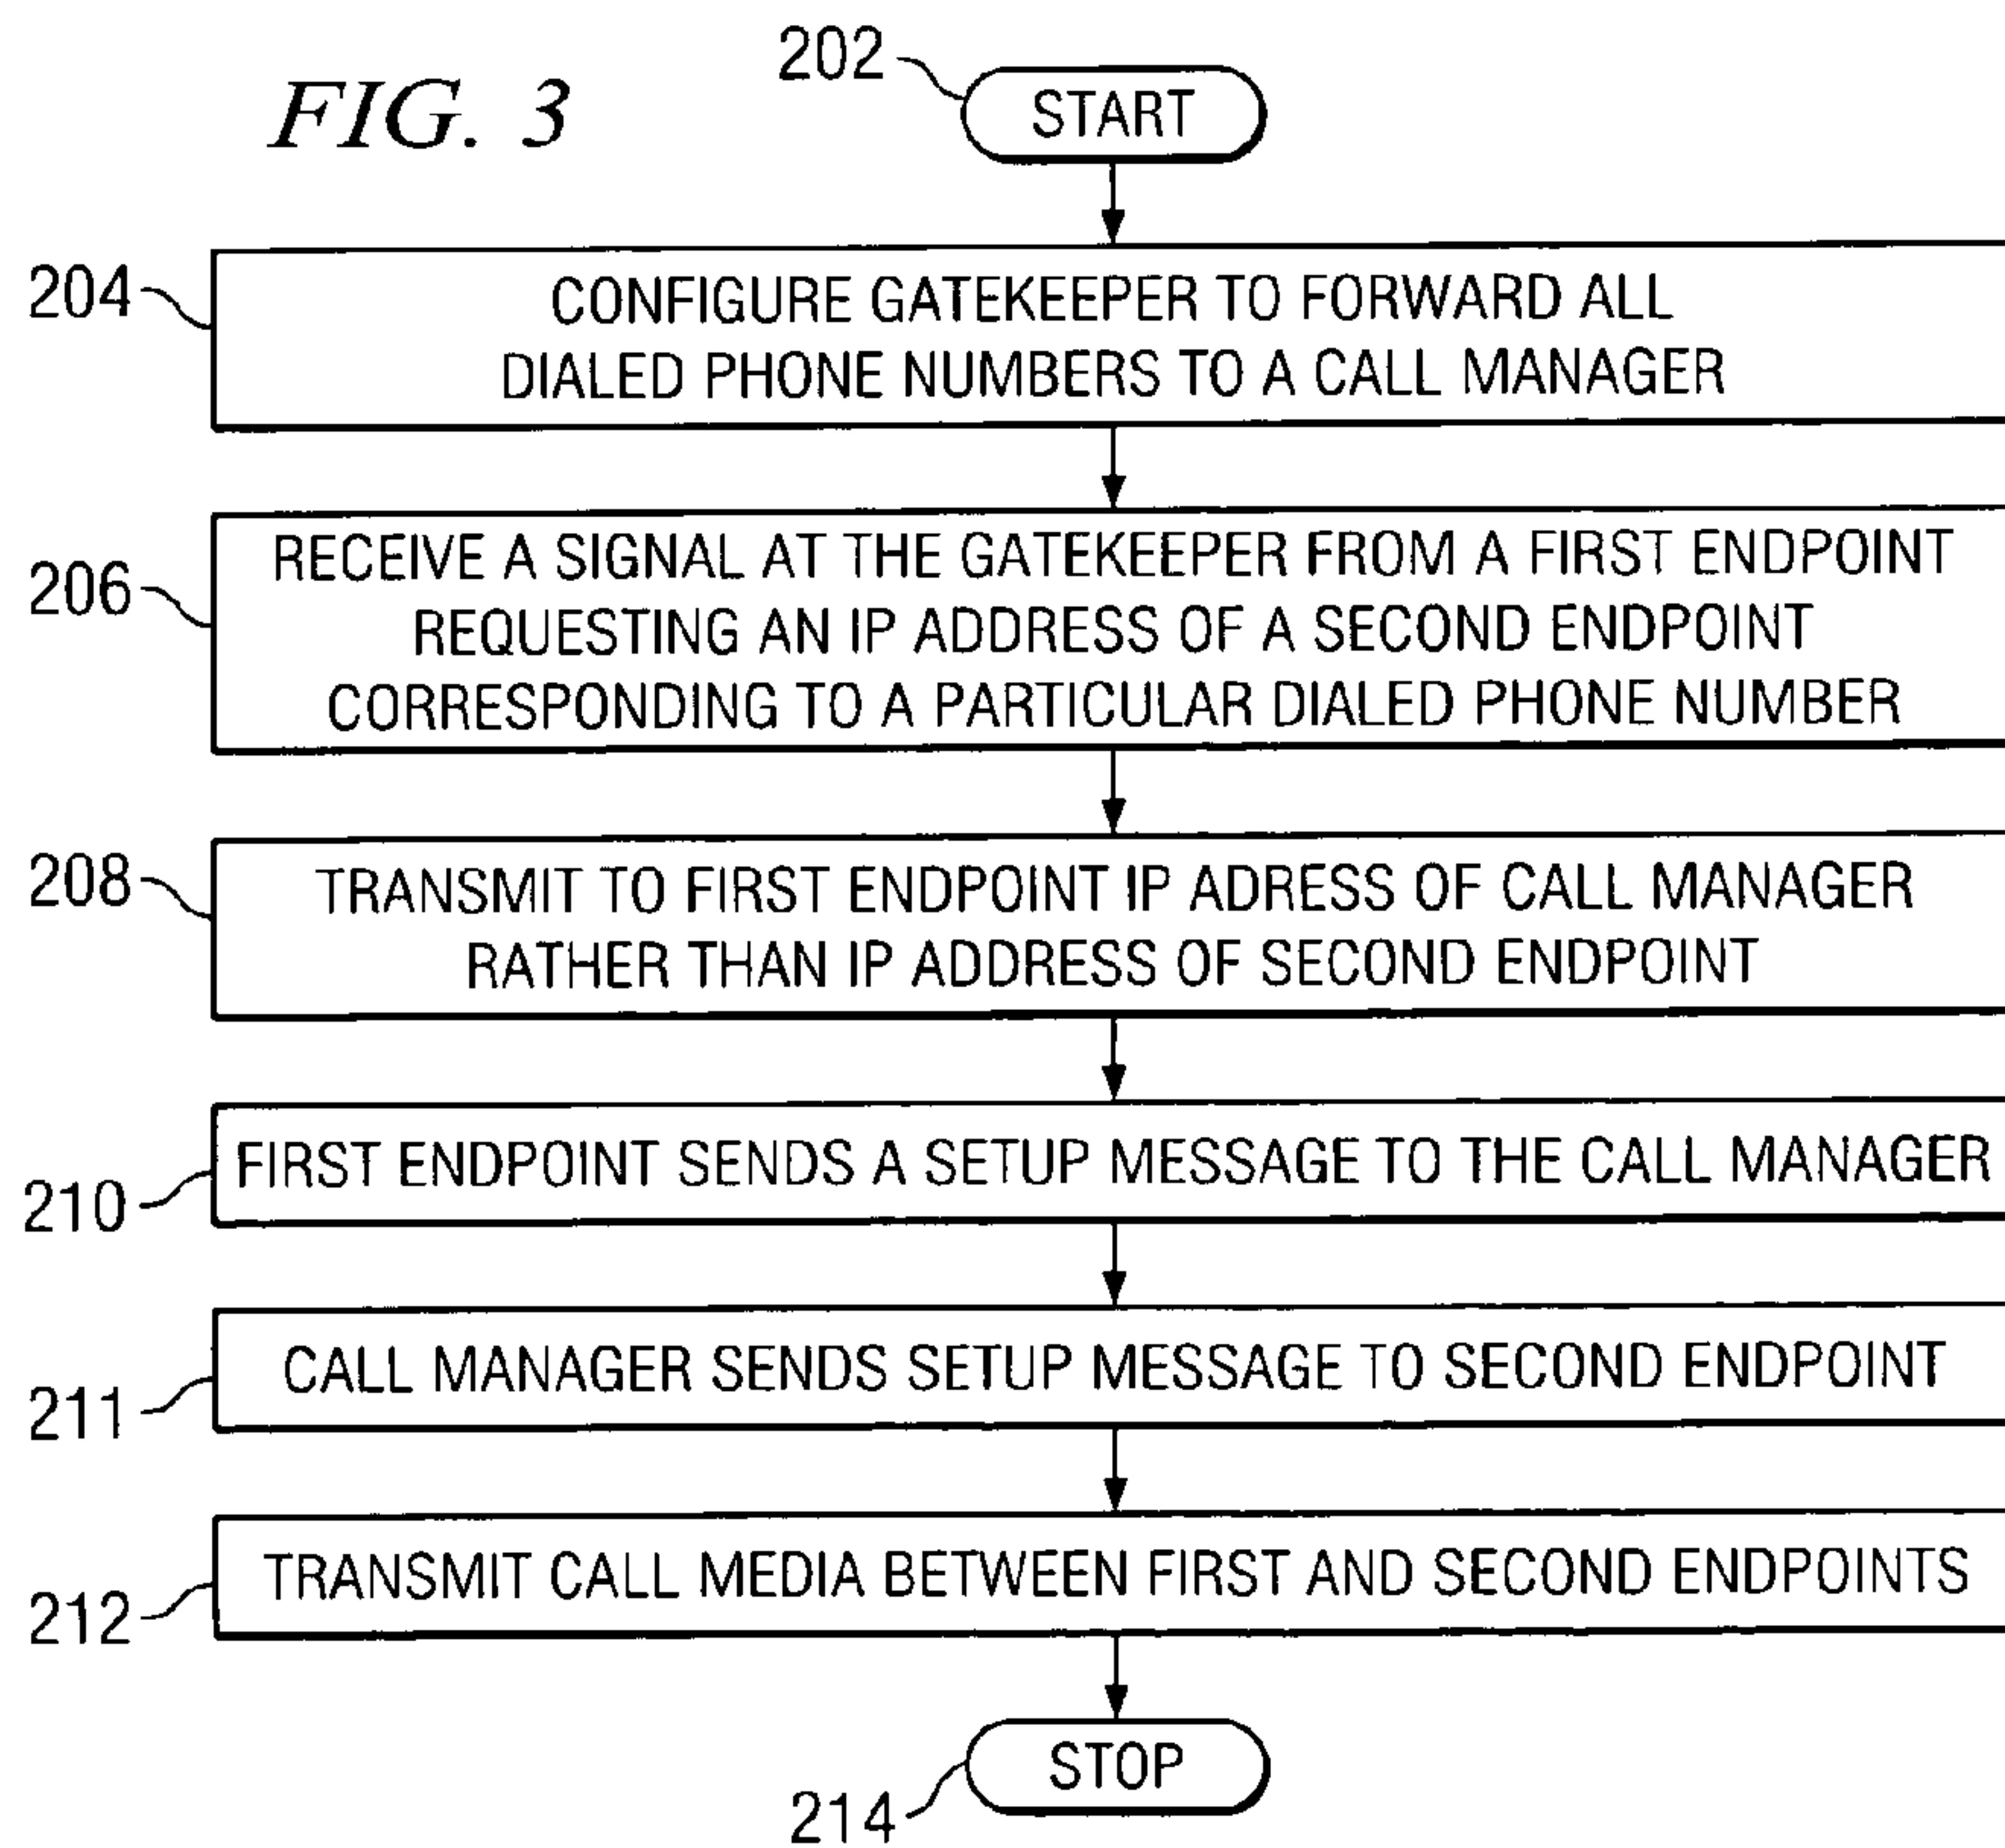 FIG. 3
202
START
204
CONFIGURE GATEKEEPER TO FORWARD ALL
DIALED PHONE NUMBERS TO A CALL MANAGER
206
RECEIVE A SIGNAL AT THE GATEKEEPER FROM A FIRST ENDPOINT
REQUESTING AN IP ADDRESS OF A SECOND ENDPOINT
CORRESPONDING TO A PARTICULAR DIALED PHONE NUMBER
208
TRANSMIT TO FIRST ENDPOINT IP ADRESS OF CALL MANAGER
RATHER THAN IP ADDRESS OF SECOND ENDPOINT
210
FIRST ENDPOINT SENDS A SETUP MESSAGE TO THE CALL MANAGER
211
CALL MANAGER SENDS SETUP MESSAGE TO SECOND ENDPOINT
212
TRANSMIT CALL MEDIA BETWEEN FIRST AND SECOND ENDPOINTS
STOP
214